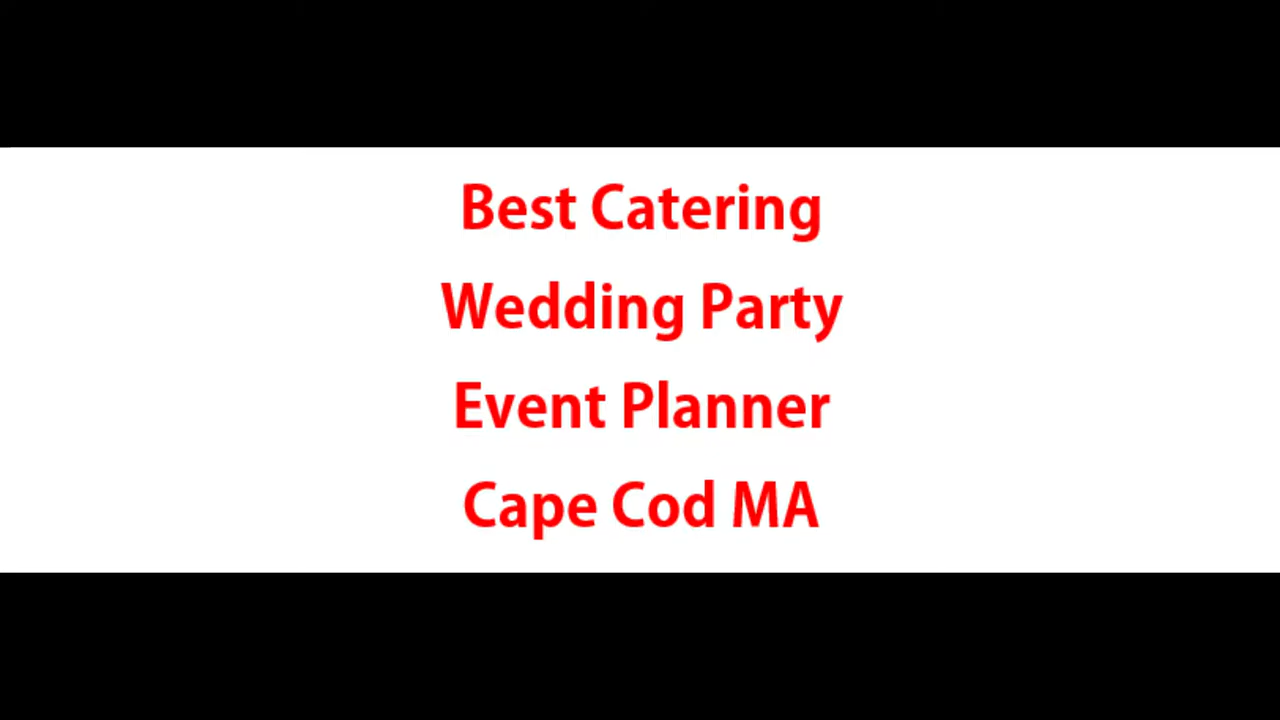 Best Catering
Wedding Party
Event Planner
Cape Cod MA